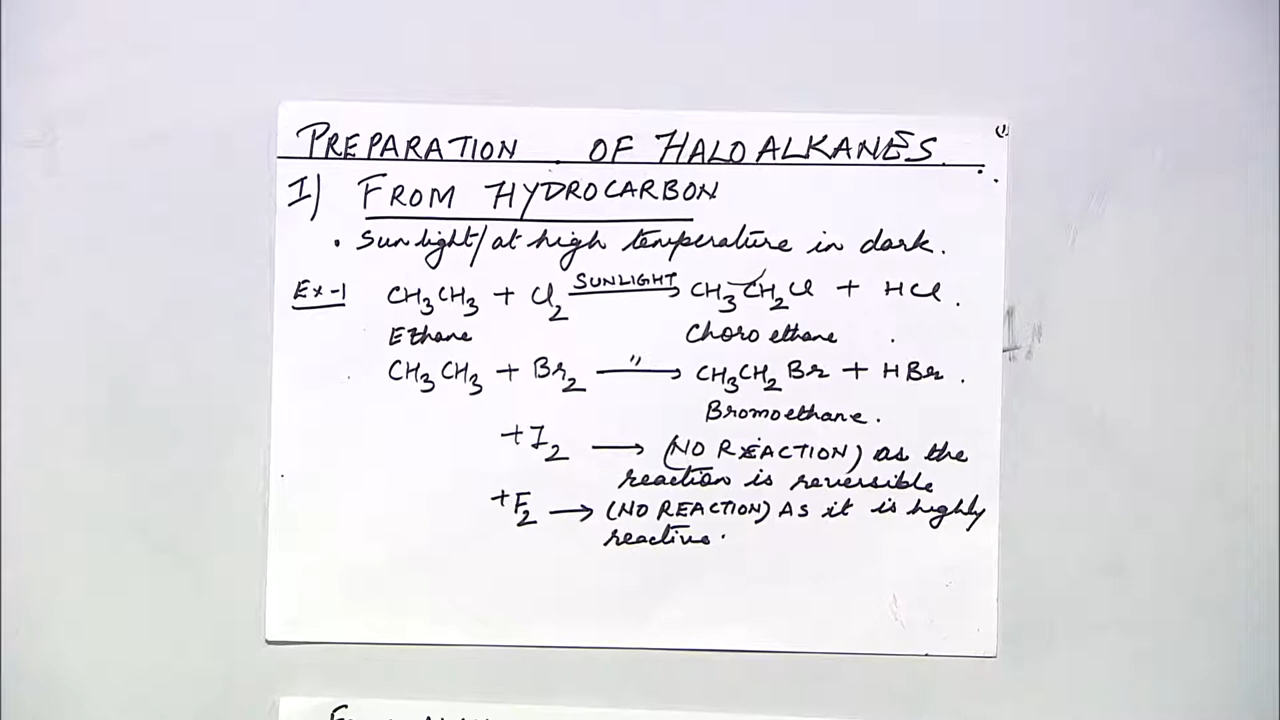 (1)
PREPARATION OF HALOALKANES.
I) FROM HYDROCARBON
• Sunlight/at high temperature in dark.
Ex-1 CH3CH3 + Cl2 SUNLIGHT → CH3CH2Cl + HCl.
Ethane Choro ethane
CH3CH3 + Br2 —"→ CH3CH2Br + HBr.
Bromoethane.
+I2 → (NO REACTION) as the
reaction is reversible
+F2 → (NO REACTION) AS it is highly
reactive.